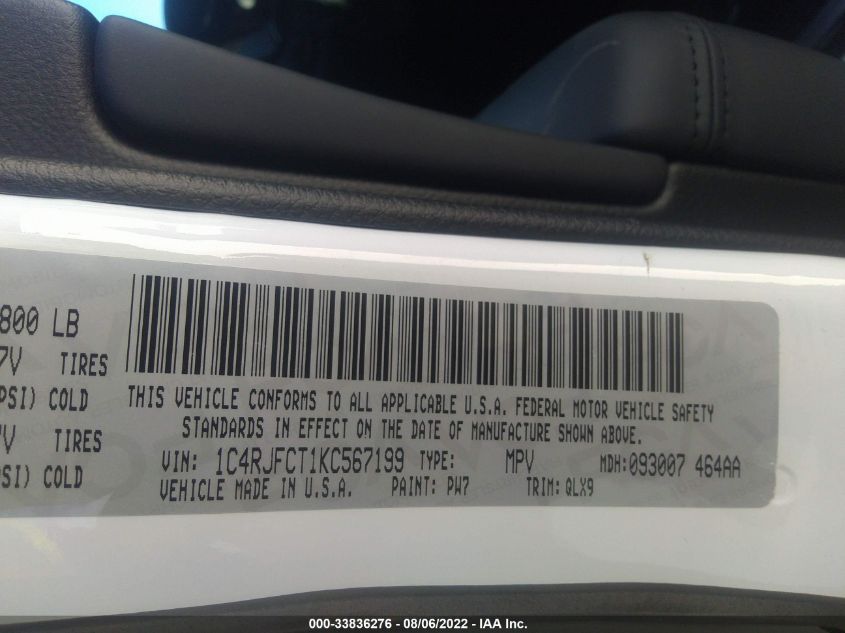 800 LB
7V TIRES
PSI) COLD
V TIRES
SI) COLD
THIS VEHICLE CONFORMS TO ALL APPLICABLE U.S.A. FEDERAL MOTOR VEHICLE SAFETY
STANDARDS IN EFFECT ON THE DATE OF MANUFACTURE SHOWN ABOVE.
VIN: 1C4RJFCT1KC567199 TYPE: MPV MDH:093007 464AA
VEHICLE MADE IN U.S.A. PAINT: PW7 TRIM: QLX9
000-33836276 - 08/06/2022 - IAA Inc.